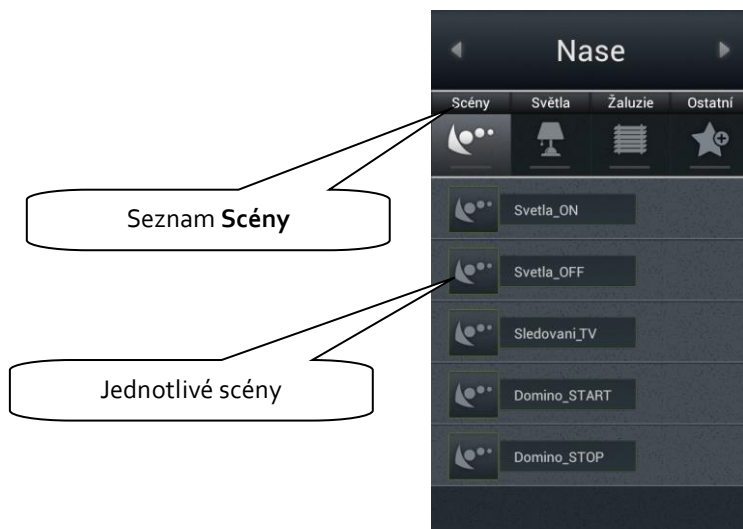 Nase
Scény Světla Žaluzie Ostatní
Seznam Scény
Svetla_ON
Svetla_OFF
Sledovani_TV
Jednotlivé scény
Domino_START
Domino_STOP